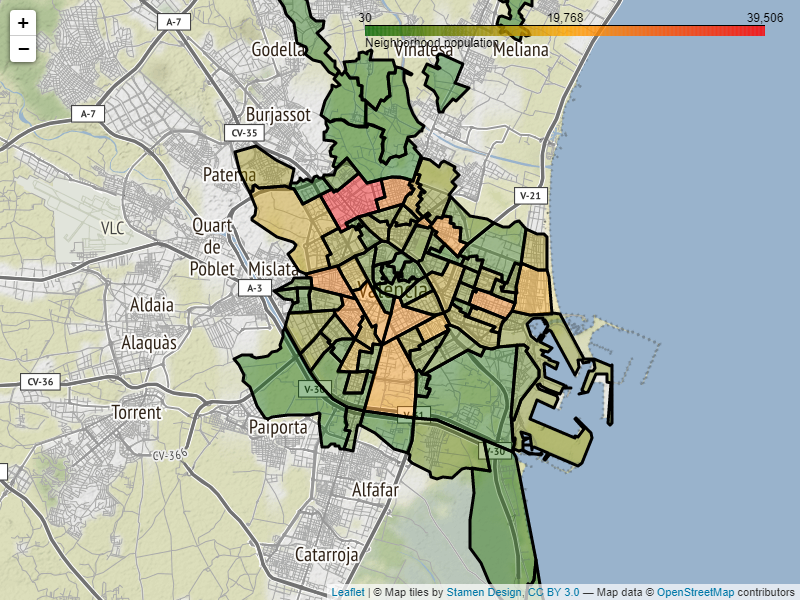 +
−
30 19,768 39,506
Neighborhood population
A-7
Godella
Vinalesa
Meliana
A-7
Burjassot
CV-35
Paterna
V-21
VLC
Quart
de
Poblet
Mislata
A-3
València
Aldaia
Alaquàs
CV-36
V-30
Torrent
V-31
Paiporta
CV-366
V-30
Alfafar
Catarroja
Leaflet | © Map tiles by Stamen Design, CC BY 3.0 — Map data © OpenStreetMap contributors